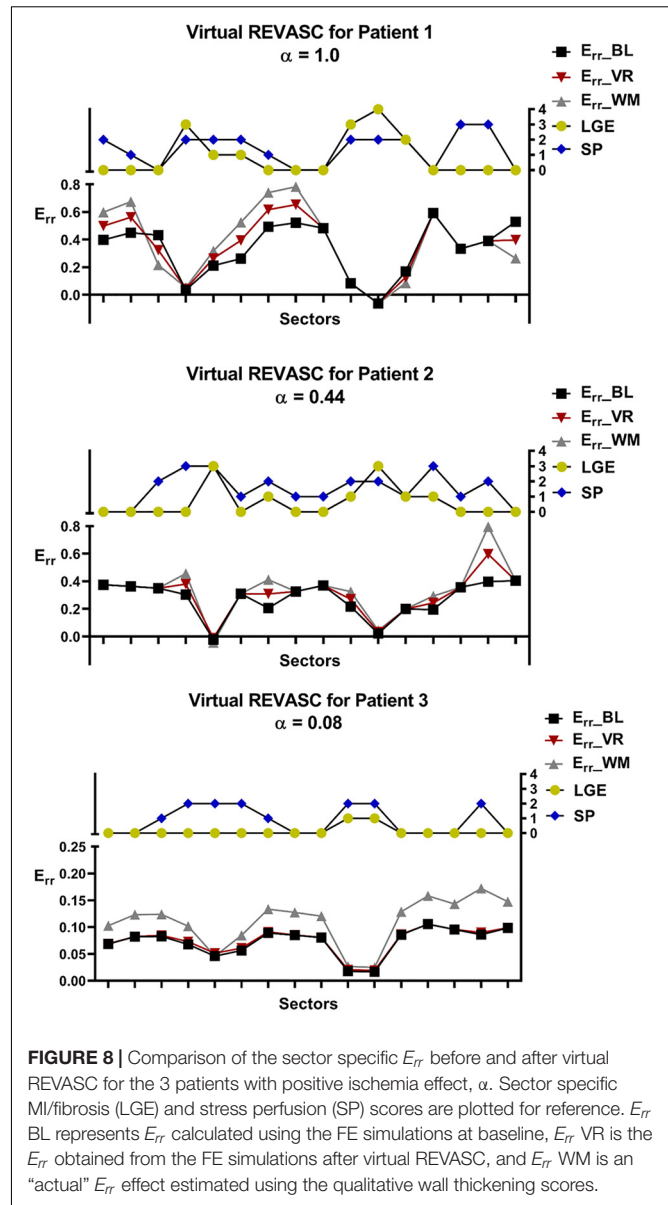 Virtual REVASC for Patient 1
α = 1.0
E_rr_BL
E_rr_VR
E_rr_WM
LGE
SP
4
3
2
1
0
0.8
0.6
0.4
0.2
0.0
E_rr
Sectors
Virtual REVASC for Patient 2
α = 0.44
E_rr_BL
E_rr_VR
E_rr_WM
LGE
SP
4
3
2
1
0
0.8
0.6
0.4
0.2
0.0
E_rr
Sectors
Virtual REVASC for Patient 3
α = 0.08
E_rr_BL
E_rr_VR
E_rr_WM
LGE
SP
4
3
2
1
0
0.25
0.20
0.15
0.10
0.05
0.00
E_rr
Sectors
FIGURE 8 | Comparison of the sector specific E_rr before and after virtual
REVASC for the 3 patients with positive ischemia effect, α. Sector specific
MI/fibrosis (LGE) and stress perfusion (SP) scores are plotted for reference. E_rr
BL represents E_rr calculated using the FE simulations at baseline, E_rr VR is the
E_rr obtained from the FE simulations after virtual REVASC, and E_rr WM is an
“actual” E_rr effect estimated using the qualitative wall thickening scores.